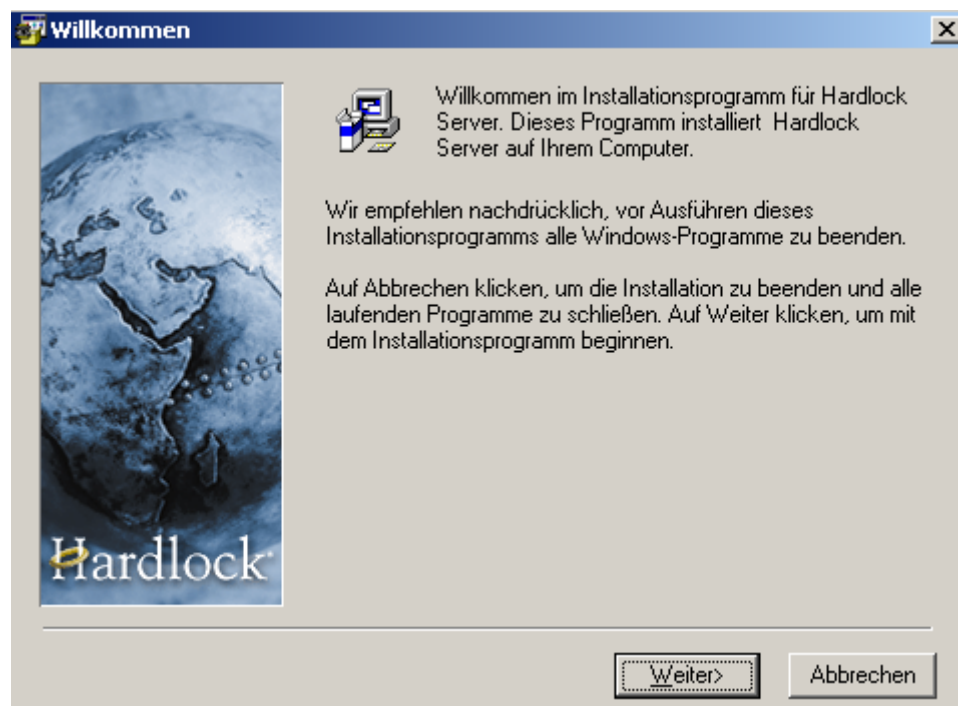 Willkommen
Willkommen im Installationsprogramm für Hardlock
Server. Dieses Programm installiert  Hardlock
Server auf Ihrem Computer.
Wir empfehlen nachdrücklich, vor Ausführen dieses
Installationsprogramms alle Windows-Programme zu beenden.
Auf Abbrechen klicken, um die Installation zu beenden und alle
laufenden Programme zu schließen. Auf Weiter klicken, um mit
dem Installationsprogramm beginnen.
Hardlock
Weiter>
Abbrechen